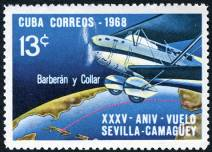 CUBA CORREOS - 1968
13¢
Barberán y Collar
XXXV - ANIV - VUELO
SEVILLA - CAMAGÜEY